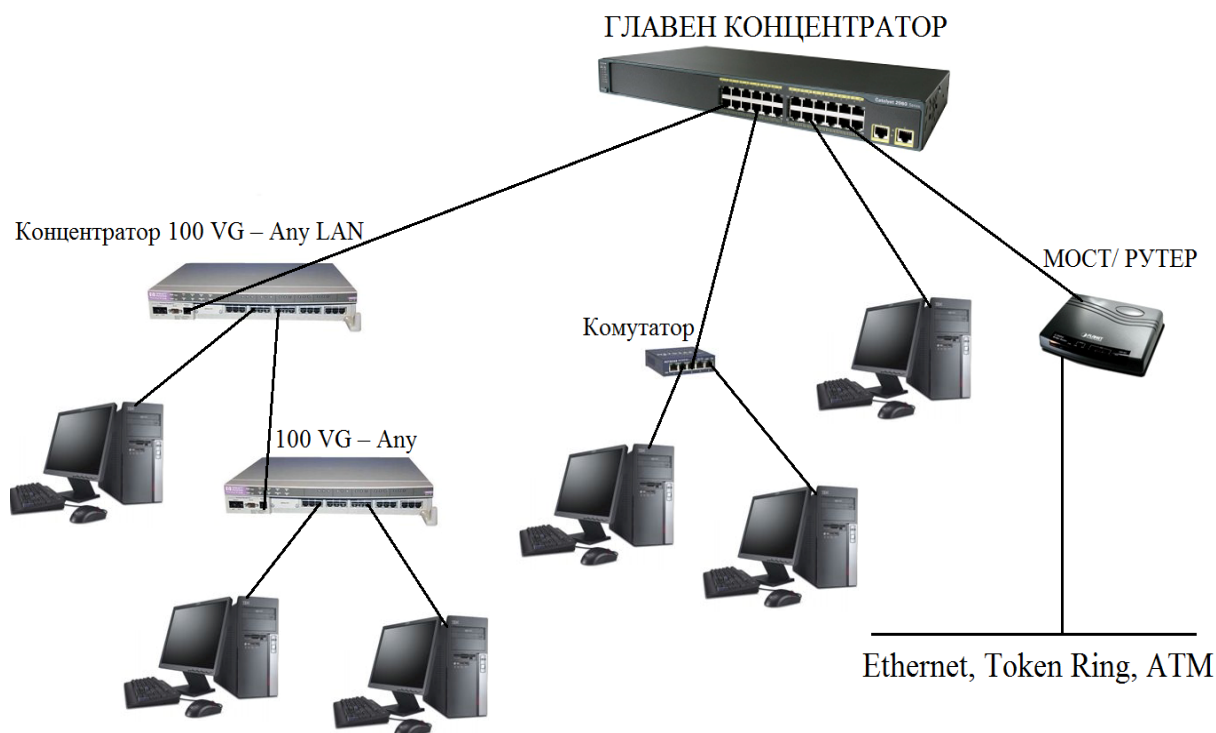 ГЛАВЕН КОНЦЕНТРАТОР
Концентратор 100 VG – Any LAN
МОСТ/ РУТЕР
Комутатор
100 VG – Any
Ethernet, Token Ring, ATM